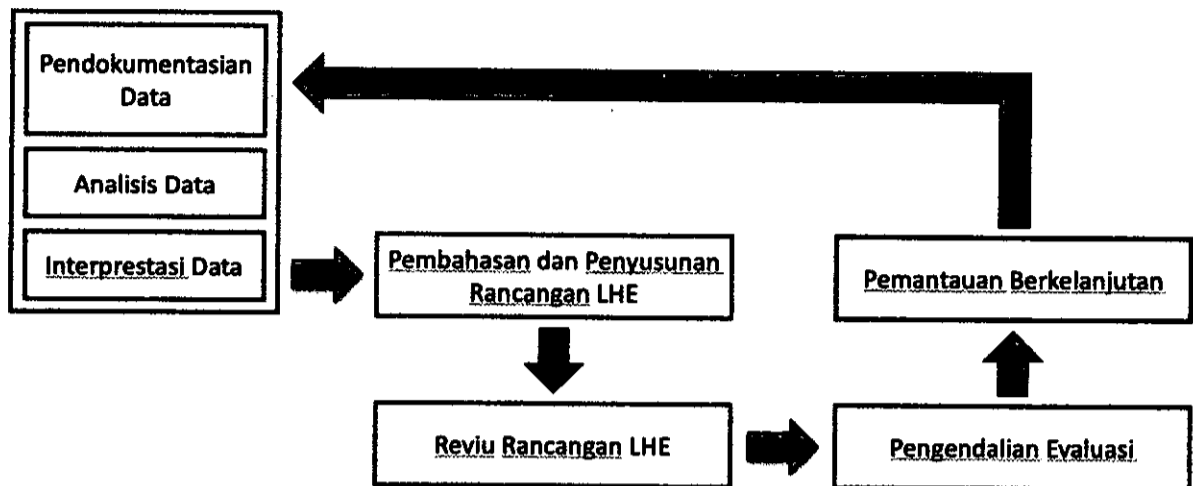 Pendokumentasian
Data
Analisis Data
Interprestasi Data
Pembahasan dan Penyusunan
Rancangan LHE
Pemantauan Berkelanjutan
Reviu Rancangan LHE
Pengendalian Evaluasi